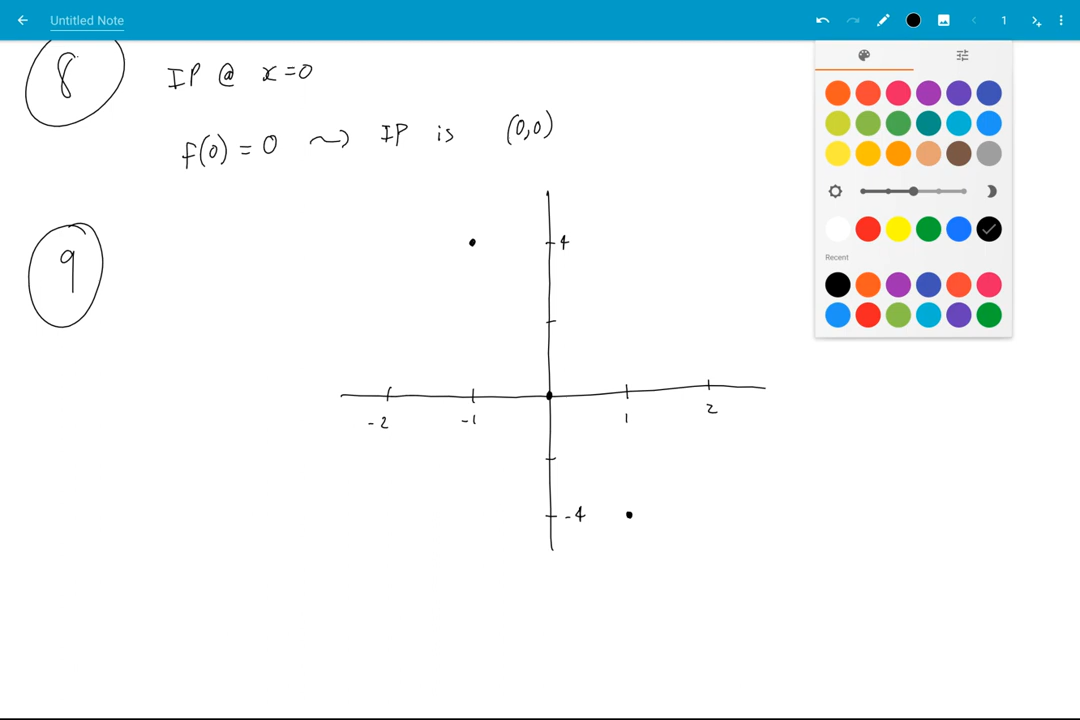 Untitled Note
1
8
IP @ x=0
f(0) = 0 ⤳ IP is (0,0)
9
4
-2 -1 1 2
-4
Recent